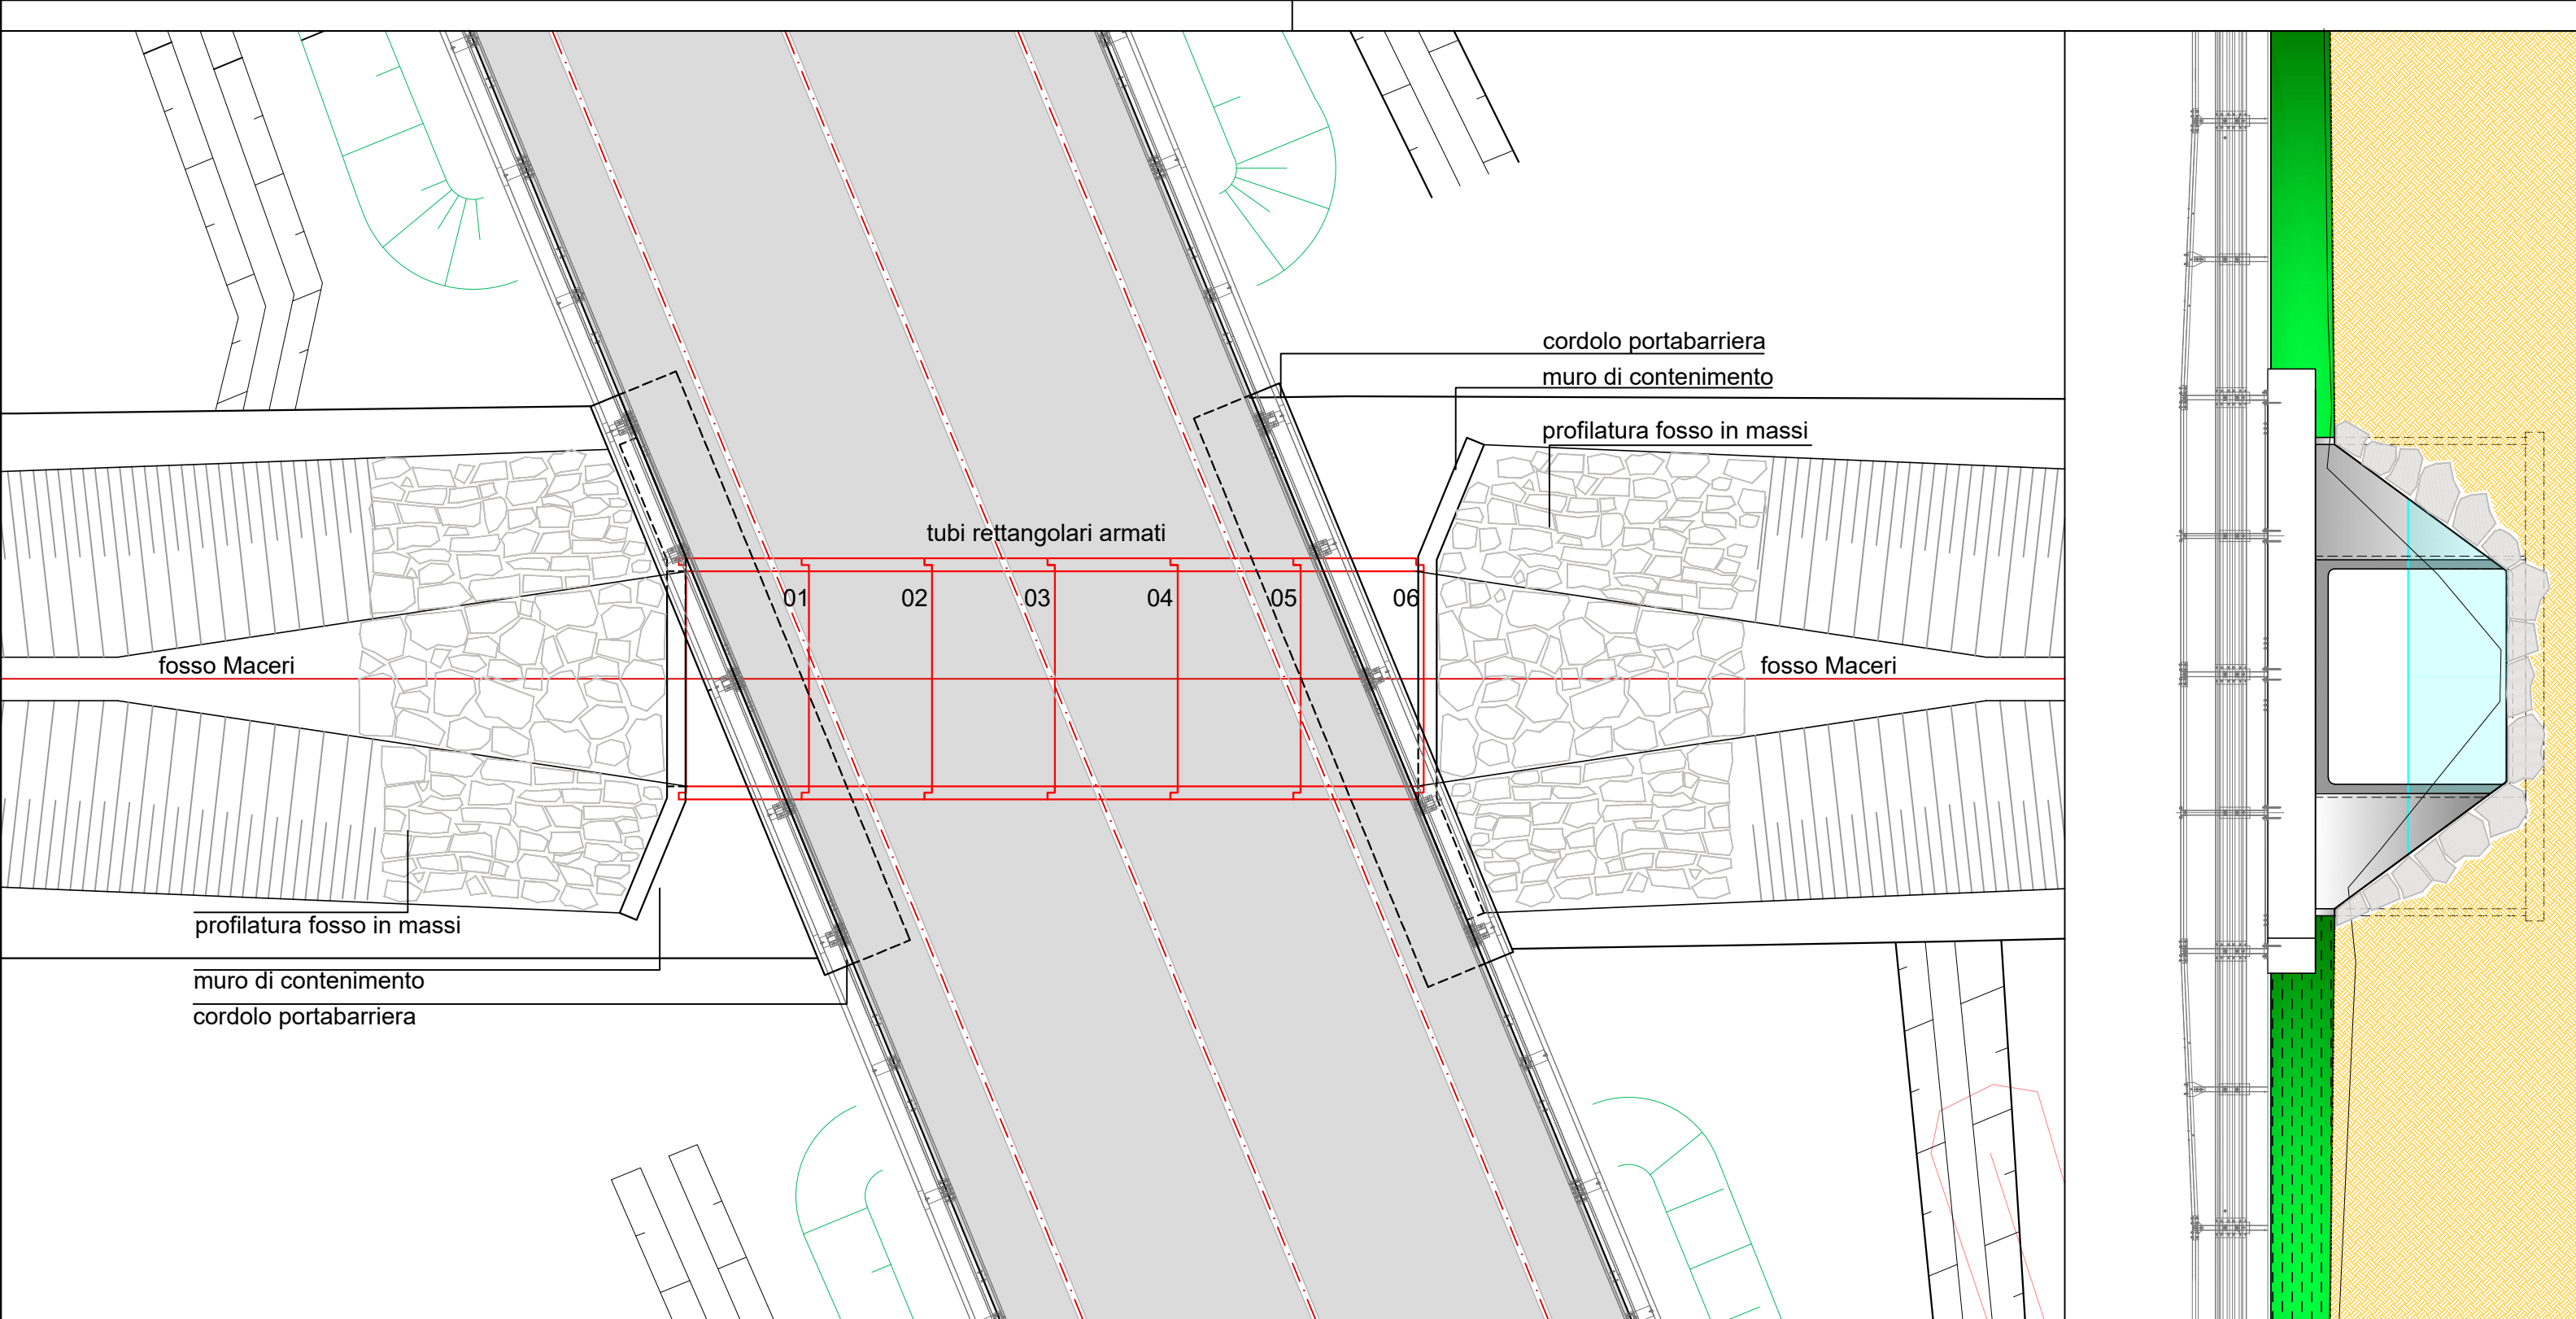 cordolo portabarriera
muro di contenimento
profilatura fosso in massi
tubi rettangolari armati
01 02 03 04 05 06
fosso Maceri
fosso Maceri
profilatura fosso in massi
muro di contenimento
cordolo portabarriera